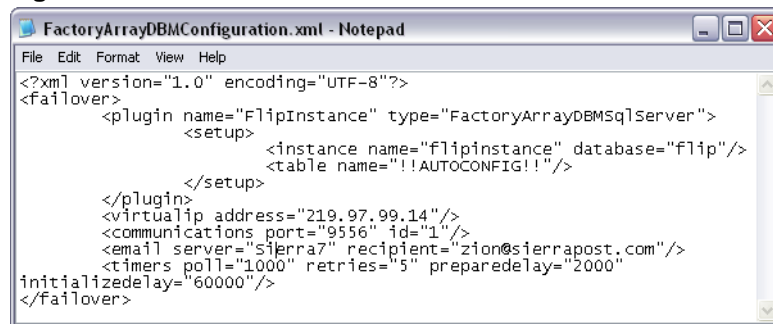 FactoryArrayDBMConfiguration.xml - Notepad
File Edit Format View Help
<?xml version="1.0" encoding="UTF-8"?>
<failover>
<plugin name="FlipInstance" type="FactoryArrayDBMSqlServer">
<setup>
<instance name="flipinstance" database="flip"/>
<table name="!!AUTOCONFIG!!"/>
</setup>
</plugin>
<virtualip address="219.97.99.14"/>
<communications port="9556" id="1"/>
<email server="Sierra7" recipient="zion@sierrapost.com"/>
<timers poll="1000" retries="5" preparedelay="2000"
initializedelay="60000"/>
</failover>